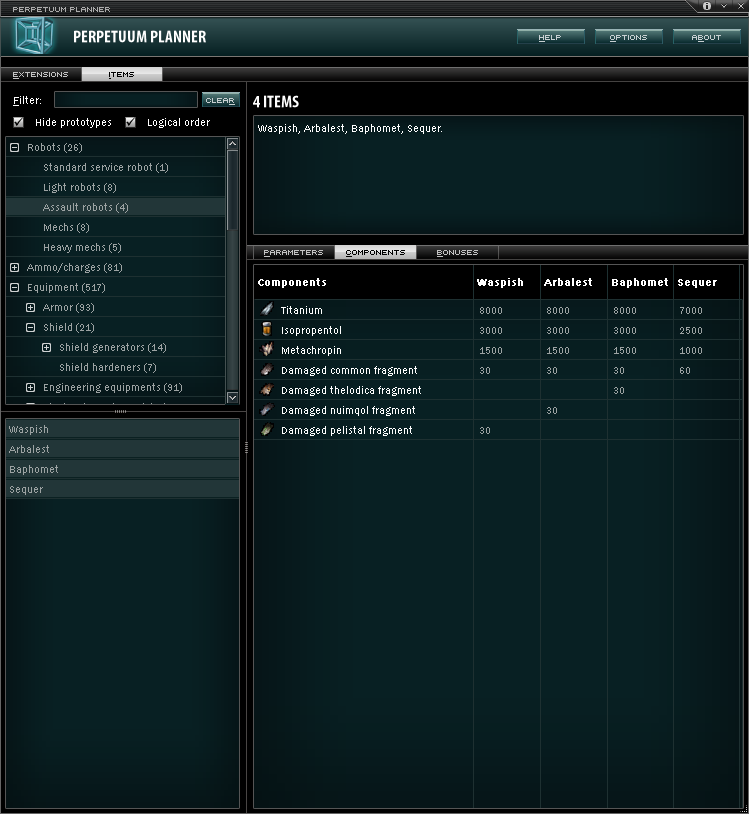 PERPETUUM PLANNER
PERPETUUM PLANNER
HELP
OPTIONS
ABOUT
EXTENSIONS
ITEMS
Filter:
CLEAR
Hide prototypes
Logical order
Robots (26)
Standard service robot (1)
Light robots (8)
Assault robots (4)
Mechs (8)
Heavy mechs (5)
Ammo/charges (81)
Equipment (517)
Armor (93)
Shield (21)
Shield generators (14)
Shield hardeners (7)
Engineering equipments (91)
Waspish
Arbalest
Baphomet
Sequer
4 ITEMS
Waspish, Arbalest, Baphomet, Sequer.
PARAMETERS
COMPONENTS
BONUSES
Components Waspish Arbalest Baphomet Sequer
Titanium 8000 8000 8000 7000
Isopropentol 3000 3000 3000 2500
Metachropin 1500 1500 1500 1000
Damaged common fragment 30 30 30 60
Damaged thelodica fragment 30
Damaged nuimqol fragment 30
Damaged pelistal fragment 30